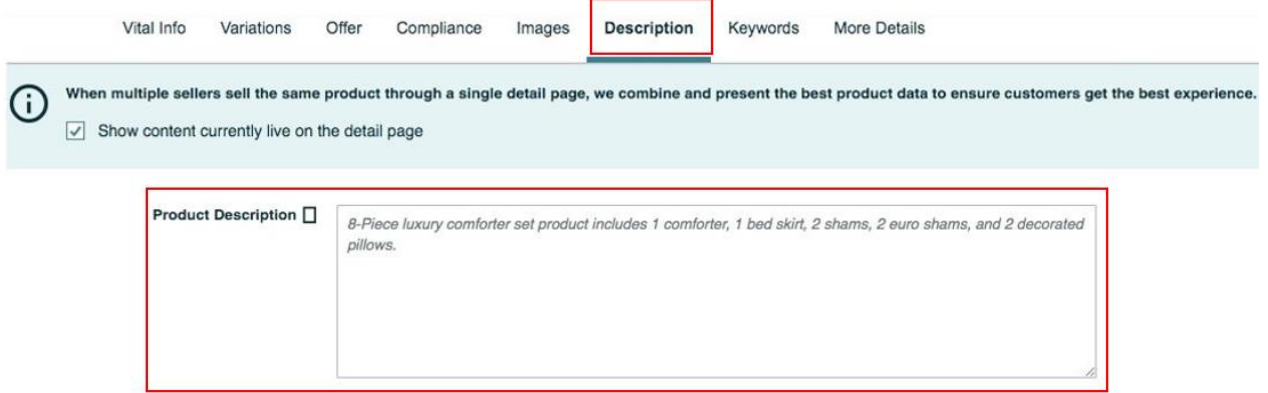 Vital Info Variations Offer Compliance Images Description Keywords More Details
When multiple sellers sell the same product through a single detail page, we combine and present the best product data to ensure customers get the best experience.
Show content currently live on the detail page
Product Description
8-Piece luxury comforter set product includes 1 comforter, 1 bed skirt, 2 shams, 2 euro shams, and 2 decorated
pillows.